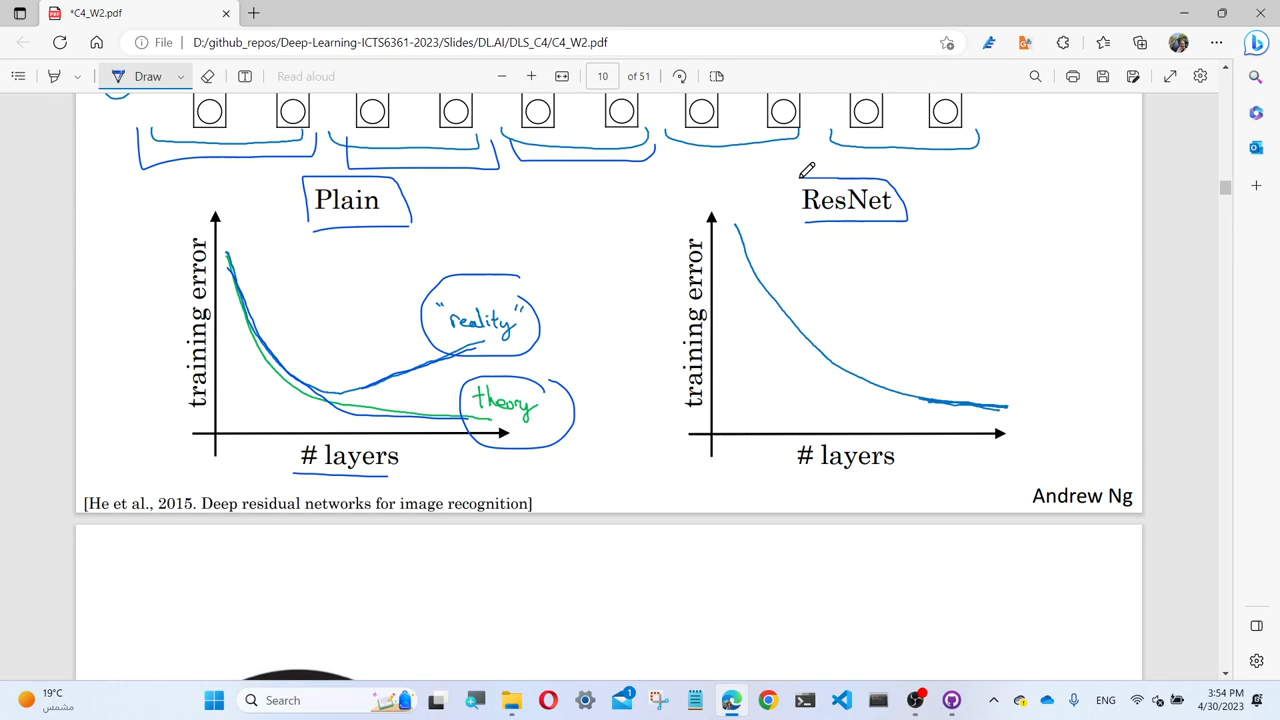 *C4_W2.pdf
File
D:/github_repos/Deep-Learning-ICTS6361-2023/Slides/DL.AI/DLS_C4/C4_W2.pdf
Draw
Read aloud
10 of 51
Plain
ResNet
training error
"reality"
theory
# layers
training error
# layers
[He et al., 2015. Deep residual networks for image recognition]
Andrew Ng
19°C
مشمس
Search
1
ENG
3:54 PM
4/30/2023